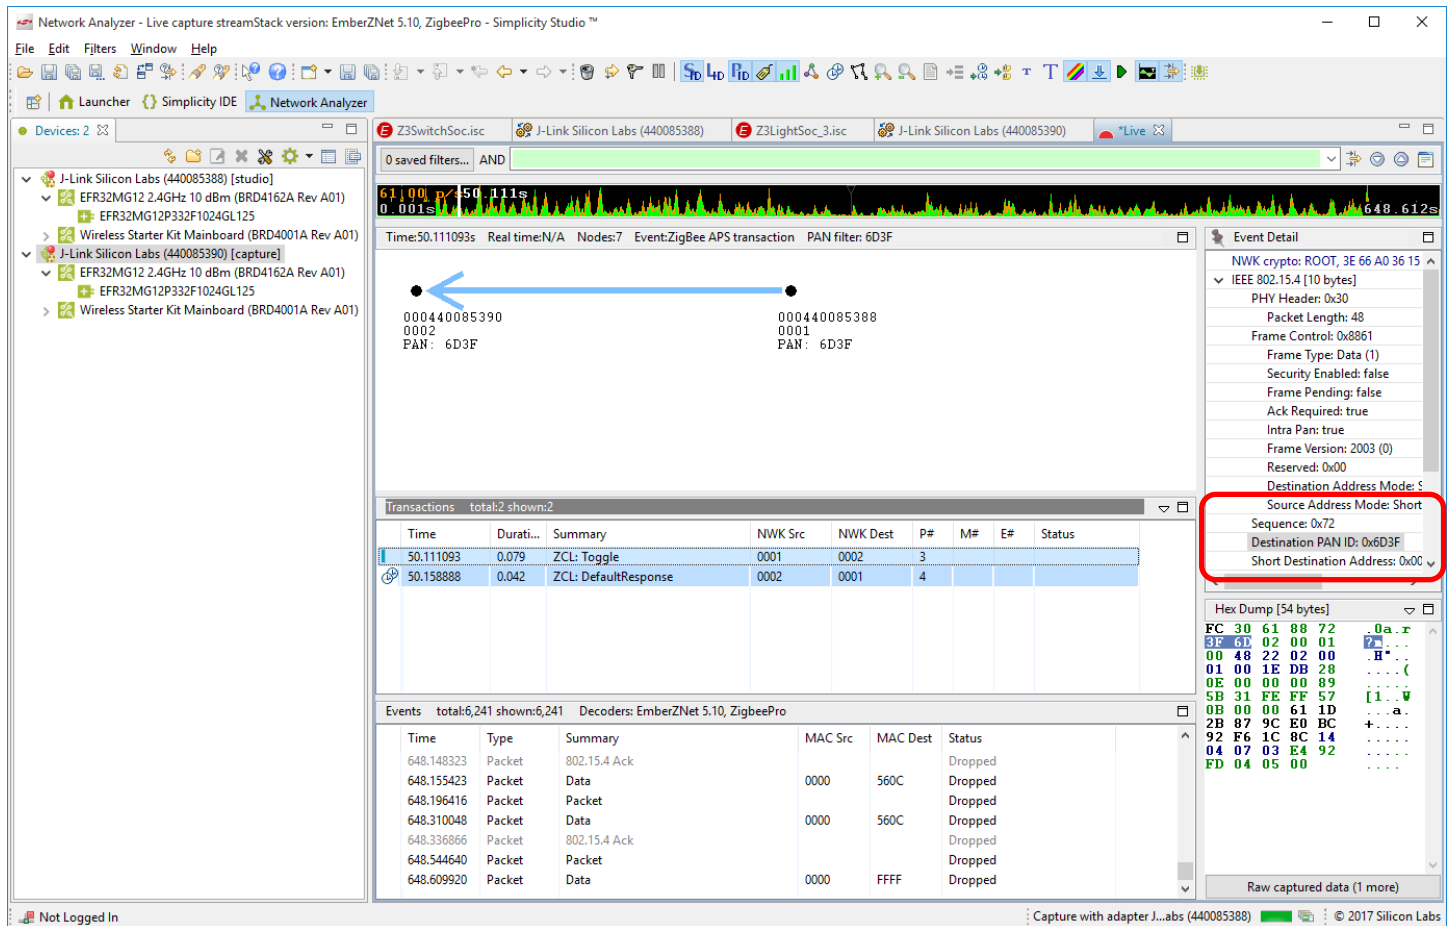 Network Analyzer - Live capture streamStack version: EmberZNet 5.10, ZigbeePro - Simplicity Studio ™
File Edit Filters Window Help
Launcher {} Simplicity IDE Network Analyzer
Devices: 2
J-Link Silicon Labs (440085388) [studio]
EFR32MG12 2.4GHz 10 dBm (BRD4162A Rev A01)
EFR32MG12P332F1024GL125
Wireless Starter Kit Mainboard (BRD4001A Rev A01)
J-Link Silicon Labs (440085390) [capture]
EFR32MG12 2.4GHz 10 dBm (BRD4162A Rev A01)
EFR32MG12P332F1024GL125
Wireless Starter Kit Mainboard (BRD4001A Rev A01)
Z3SwitchSoc.isc J-Link Silicon Labs (440085388) Z3LightSoc_3.isc J-Link Silicon Labs (440085390) *Live
0 saved filters... AND
61.00 p/s 50.111s
0.001s 648.612s
Time:50.111093s Real time:N/A Nodes:7 Event:ZigBee APS transaction PAN filter: 6D3F
000440085390
0002
PAN: 6D3F
000440085388
0001
PAN: 6D3F
Transactions total:2 shown:2
Time Durati... Summary NWK Src NWK Dest P# M# E# Status
50.111093 0.079 ZCL: Toggle 0001 0002 3
50.158888 0.042 ZCL: DefaultResponse 0002 0001 4
Events total:6,241 shown:6,241 Decoders: EmberZNet 5.10, ZigbeePro
Time Type Summary MAC Src MAC Dest Status
648.148323 Packet 802.15.4 Ack Dropped
648.155423 Packet Data 0000 560C Dropped
648.196416 Packet Packet Dropped
648.310048 Packet Data 0000 560C Dropped
648.336866 Packet 802.15.4 Ack Dropped
648.544640 Packet Packet Dropped
648.609920 Packet Data 0000 FFFF Dropped
Event Detail
NWK crypto: ROOT, 3E 66 A0 36 15
IEEE 802.15.4 [10 bytes]
PHY Header: 0x30
Packet Length: 48
Frame Control: 0x8861
Frame Type: Data (1)
Security Enabled: false
Frame Pending: false
Ack Required: true
Intra Pan: true
Frame Version: 2003 (0)
Reserved: 0x00
Destination Address Mode: S
Source Address Mode: Short
Sequence: 0x72
Destination PAN ID: 0x6D3F
Short Destination Address: 0x00
Hex Dump [54 bytes]
FC 30 61 88 72 .0a.r
3F 6D 02 00 01 ?m...
00 48 22 02 00 .H"..
01 00 1E DB 28 ....(
0E 00 00 00 89 .....
5B 31 FE FF 57 [1..W
0B 00 00 61 1D ...a.
2B 87 9C E0 BC +....
92 F6 1C 8C 14 .....
04 07 03 E4 92 .....
FD 04 05 00 ....
Raw captured data (1 more)
Not Logged In
Capture with adapter J...abs (440085388)
© 2017 Silicon Labs